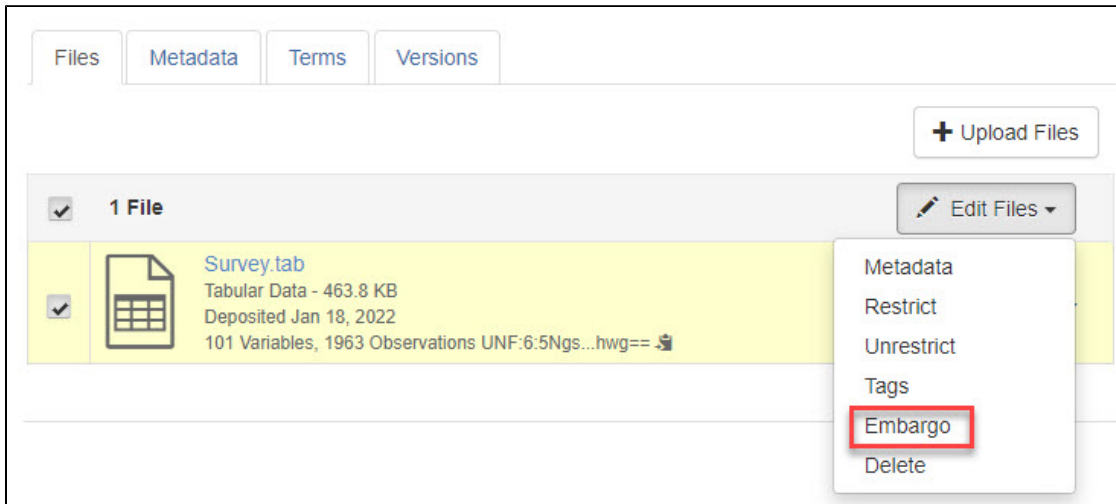 Files Metadata Terms Versions
+ Upload Files
1 File
Edit Files
Survey.tab
Tabular Data - 463.8 KB
Deposited Jan 18, 2022
101 Variables, 1963 Observations UNF:6:5Ngs...hwg==
Metadata
Restrict
Unrestrict
Tags
Embargo
Delete